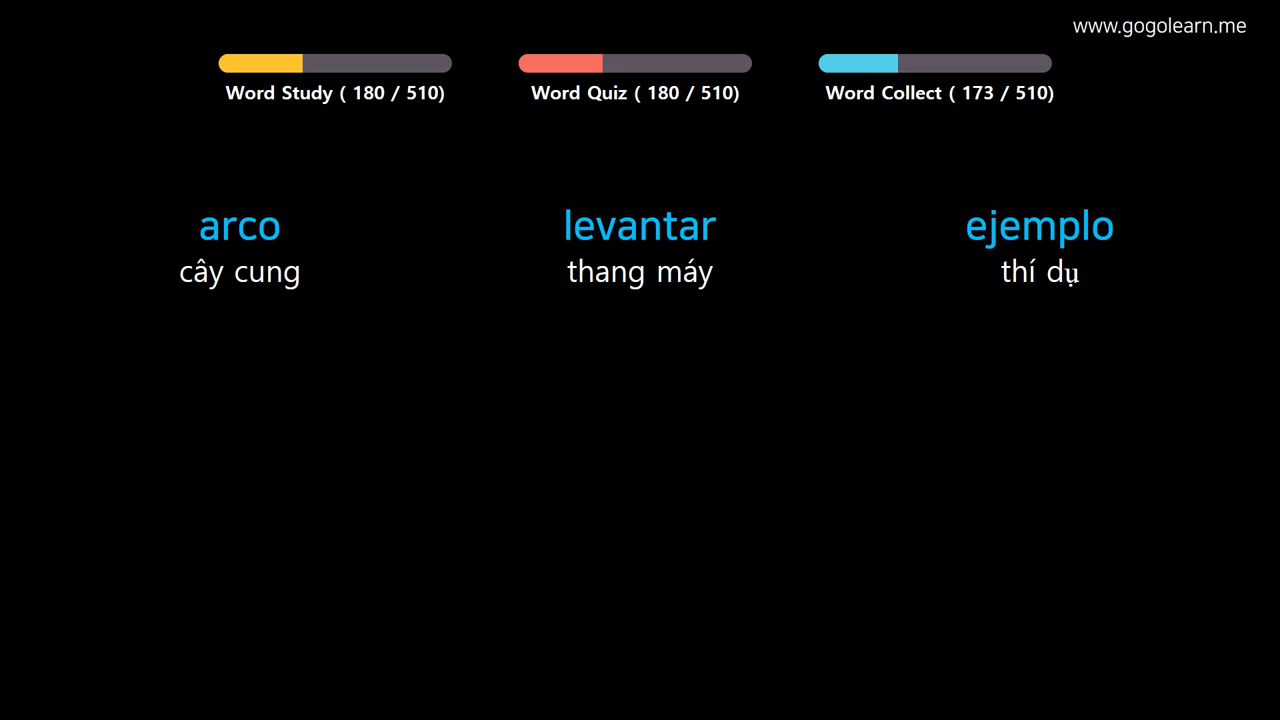 www.gogolearn.me
Word Study ( 180 / 510)
Word Quiz ( 180 / 510)
Word Collect ( 173 / 510)
arco
cây cung
levantar
thang máy
ejemplo
thí dụ